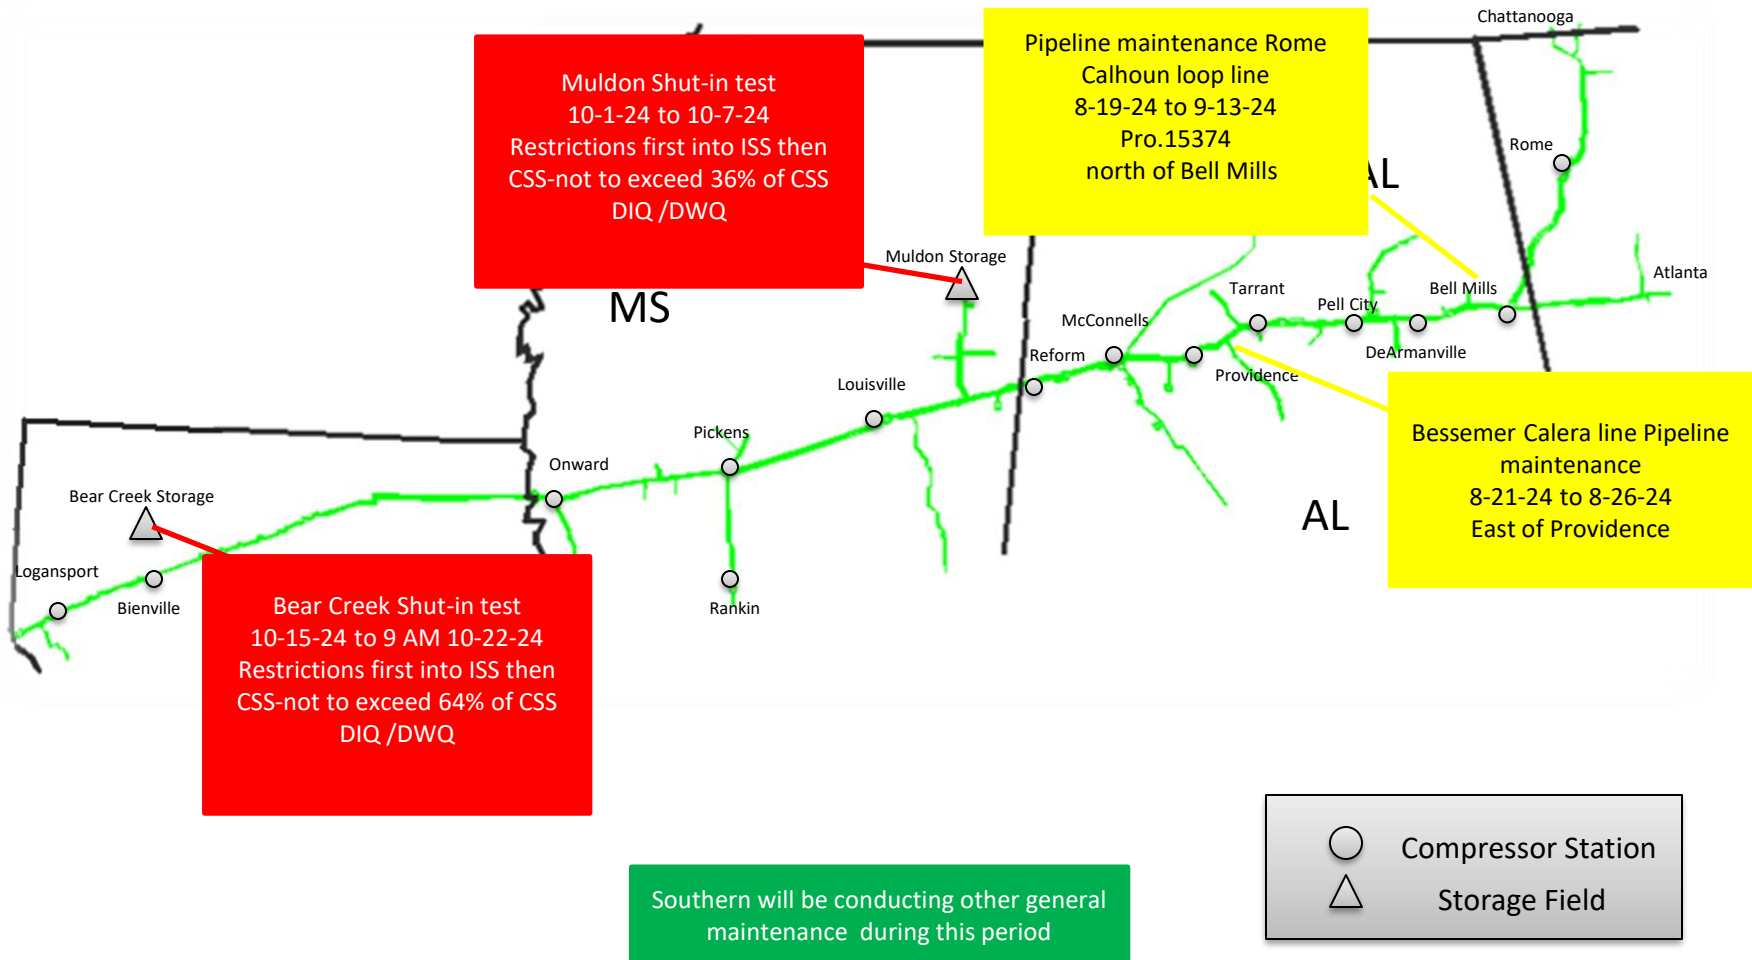 Chattanooga
Muldon Shut-in test
10-1-24 to 10-7-24
Restrictions first into ISS then
CSS-not to exceed 36% of CSS
DIQ /DWQ
Pipeline maintenance Rome
Calhoun loop line
8-19-24 to 9-13-24
Pro.15374
north of Bell Mills
Rome
AL
Muldon Storage
MS
Atlanta
Tarrant
Bell Mills
Pell City
McConnells
Reform
DeArmanville
Providence
Louisville
Pickens
Onward
Bessemer Calera line Pipeline
maintenance
8-21-24 to 8-26-24
East of Providence
AL
Bear Creek Storage
Logansport
Bienville
Rankin
Bear Creek Shut-in test
10-15-24 to 9 AM 10-22-24
Restrictions first into ISS then
CSS-not to exceed 64% of CSS
DIQ /DWQ
Compressor Station
Storage Field
Southern will be conducting other general
maintenance during this period